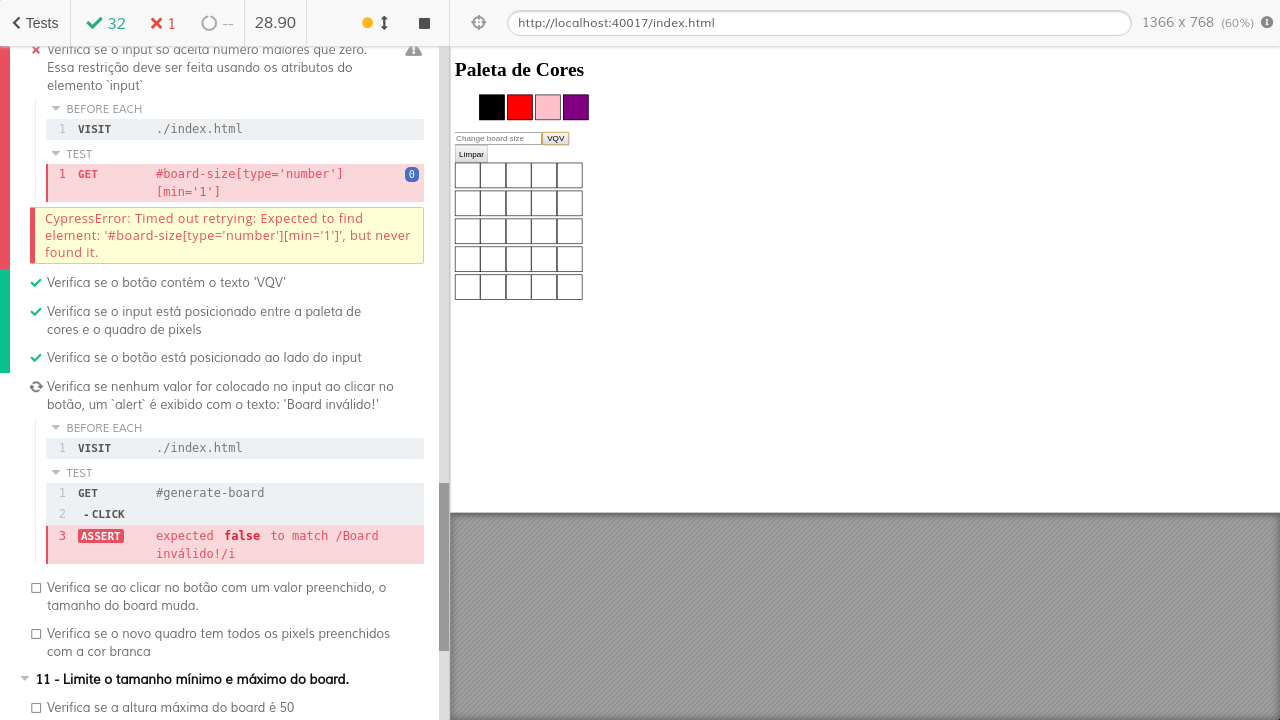 Tests
32
1
--
28.90
http://localhost:40017/index.html
1366 x 768 (60%)
Verifica se o input só aceita número maiores que zero.
Essa restrição deve ser feita usando os atributos do
elemento `input`
BEFORE EACH
1 VISIT ./index.html
TEST
1 GET #board-size[type='number']
[min='1']
0
CypressError: Timed out retrying: Expected to find
element: '#board-size[type='number'][min='1']', but never
found it.
Verifica se o botão contém o texto 'VQV'
Verifica se o input está posicionado entre a paleta de
cores e o quadro de pixels
Verifica se o botão está posicionado ao lado do input
Verifica se nenhum valor for colocado no input ao clicar no
botão, um `alert` é exibido com o texto: 'Board inválido!'
BEFORE EACH
1 VISIT ./index.html
TEST
1 GET #generate-board
2 -CLICK
3 ASSERT expected false to match /Board
inválido!/i
Verifica se ao clicar no botão com um valor preenchido, o
tamanho do board muda.
Verifica se o novo quadro tem todos os pixels preenchidos
com a cor branca
11 - Limite o tamanho mínimo e máximo do board.
Verifica se a altura máxima do board é 50
Paleta de Cores
Change board size
VQV
Limpar